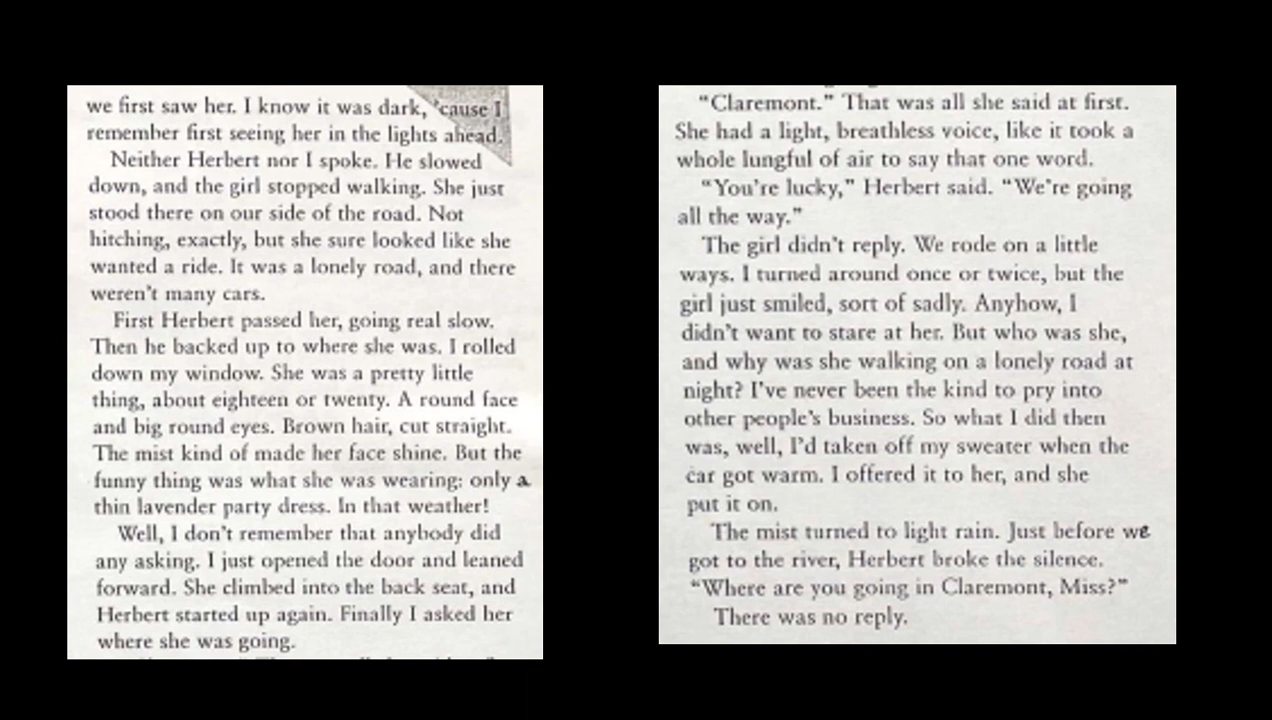 we first saw her. I know it was dark, 'cause I
remember first seeing her in the lights ahead.
Neither Herbert nor I spoke. He slowed
down, and the girl stopped walking. She just
stood there on our side of the road. Not
hitching, exactly, but she sure looked like she
wanted a ride. It was a lonely road, and there
weren't many cars.
First Herbert passed her, going real slow.
Then he backed up to where she was. I rolled
down my window. She was a pretty little
thing, about eighteen or twenty. A round face
and big round eyes. Brown hair, cut straight.
The mist kind of made her face shine. But the
funny thing was what she was wearing: only a
thin lavender party dress. In that weather!
Well, I don't remember that anybody did
any asking. I just opened the door and leaned
forward. She climbed into the back seat, and
Herbert started up again. Finally I asked her
where she was going.
"Claremont." That was all she said at first.
She had a light, breathless voice, like it took a
whole lungful of air to say that one word.
"You're lucky," Herbert said. "We're going
all the way."
The girl didn't reply. We rode on a little
ways. I turned around once or twice, but the
girl just smiled, sort of sadly. Anyhow, I
didn't want to stare at her. But who was she,
and why was she walking on a lonely road at
night? I've never been the kind to pry into
other people's business. So what I did then
was, well, I'd taken off my sweater when the
car got warm. I offered it to her, and she
put it on.
The mist turned to light rain. Just before we
got to the river, Herbert broke the silence.
"Where are you going in Claremont, Miss?"
There was no reply.